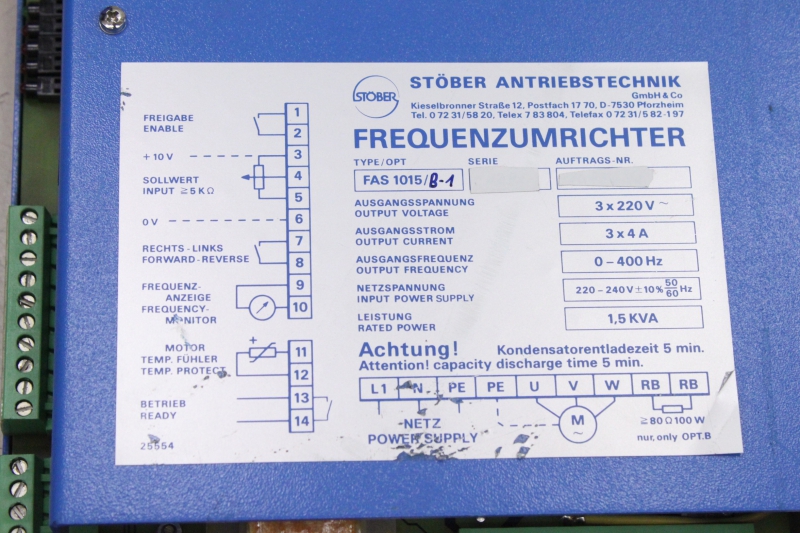 STÖBER
STÖBER ANTRIEBSTECHNIK
GmbH & Co
Kieselbronner Straße 12, Postfach 17 70, D-7530 Pforzheim
Tel. 0 72 31/58 20, Telex 7 83 804, Telefax 0 72 31/5 82-197
FREQUENZUMRICHTER
TYPE/OPT SERIE AUFTRAGS-NR.
FAS 1015/B-1
AUSGANGSSPANNUNG
OUTPUT VOLTAGE
3 x 220 V ~
AUSGANGSSTROM
OUTPUT CURRENT
3 x 4 A
AUSGANGSFREQUENZ
OUTPUT FREQUENCY
0–400 Hz
NETZSPANNUNG
INPUT POWER SUPPLY
220–240V ± 10% 50/60 Hz
LEISTUNG
RATED POWER
1,5 KVA
Achtung! Kondensatorentladezeit 5 min.
Attention! capacity discharge time 5 min.
L1 N PE PE U V W RB RB
NETZ
POWER SUPPLY
M
~
≥80 Ω 100 W
nur, only OPT.B
FREIGABE
ENABLE
1
2
+ 10 V
3
SOLLWERT
INPUT ≥ 5 K Ω
4
5
0 V
6
RECHTS - LINKS
FORWARD - REVERSE
7
8
FREQUENZ-
ANZEIGE
FREQUENCY-
MONITOR
9
10
MOTOR
TEMP. FÜHLER
TEMP. PROTECT
+
11
12
BETRIEB
READY
13
14
25554